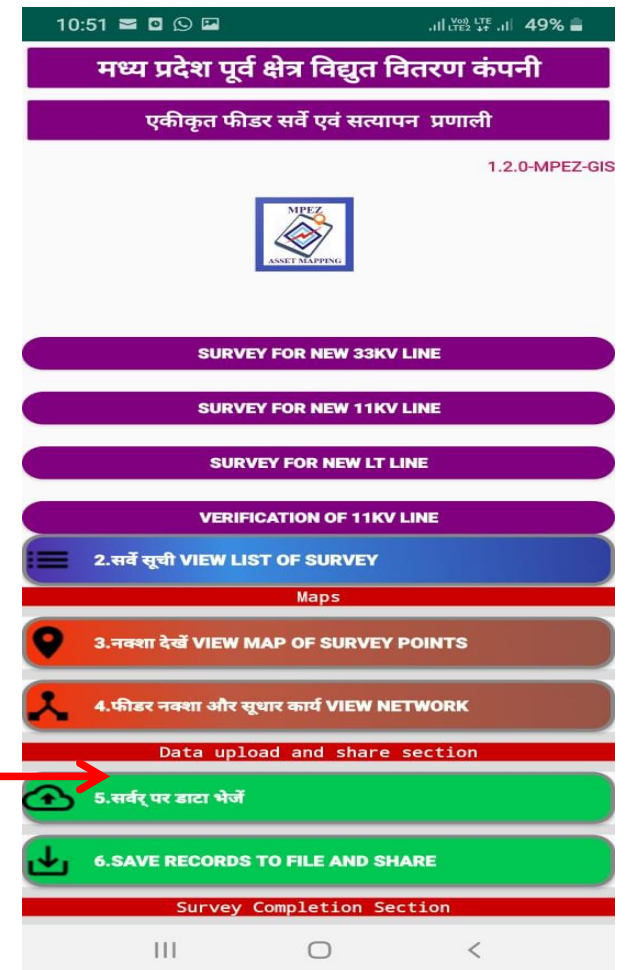 10:51 Vo)) LTE LTE2 49%
मध्य प्रदेश पूर्व क्षेत्र विद्युत वितरण कंपनी
एकीकृत फीडर सर्वे एवं सत्यापन प्रणाली
1.2.0-MPEZ-GIS
MPEZ
ASSET MAPPING
SURVEY FOR NEW 33KV LINE
SURVEY FOR NEW 11KV LINE
SURVEY FOR NEW LT LINE
VERIFICATION OF 11KV LINE
2.सर्वे सूची VIEW LIST OF SURVEY
Maps
3.नक्शा देखें VIEW MAP OF SURVEY POINTS
4.फीडर नक्शा और सूधार कार्य VIEW NETWORK
Data upload and share section
5.सर्वर् पर डाटा भेजें
6.SAVE RECORDS TO FILE AND SHARE
Survey Completion Section